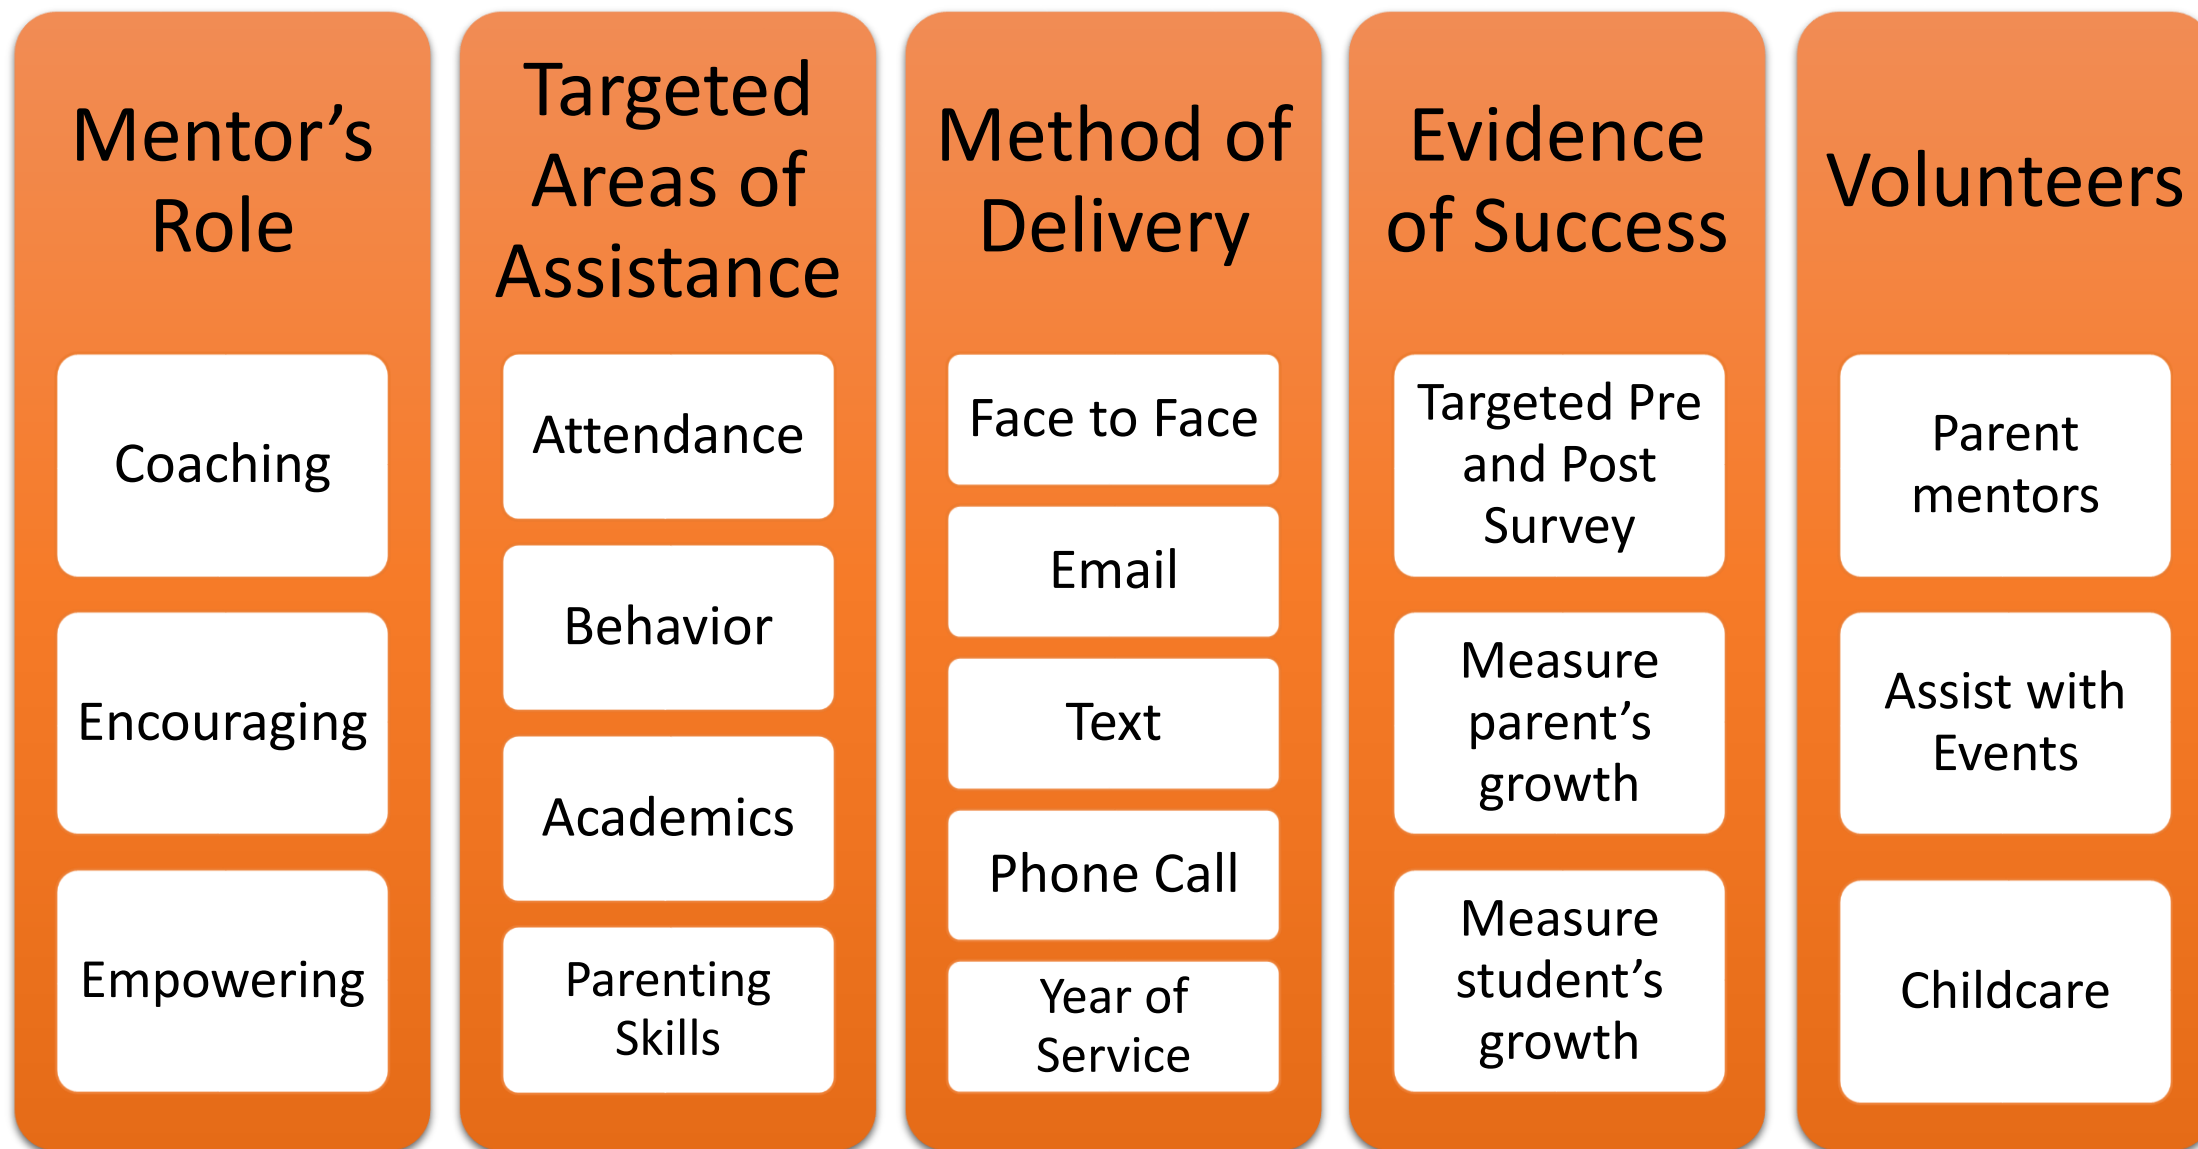 Mentor’s
Role
Coaching
Encouraging
Empowering
Targeted
Areas of
Assistance
Attendance
Behavior
Academics
Parenting
Skills
Method of
Delivery
Face to Face
Email
Text
Phone Call
Year of
Service
Evidence
of Success
Targeted Pre
and Post
Survey
Measure
parent’s
growth
Measure
student’s
growth
Volunteers
Parent
mentors
Assist with
Events
Childcare